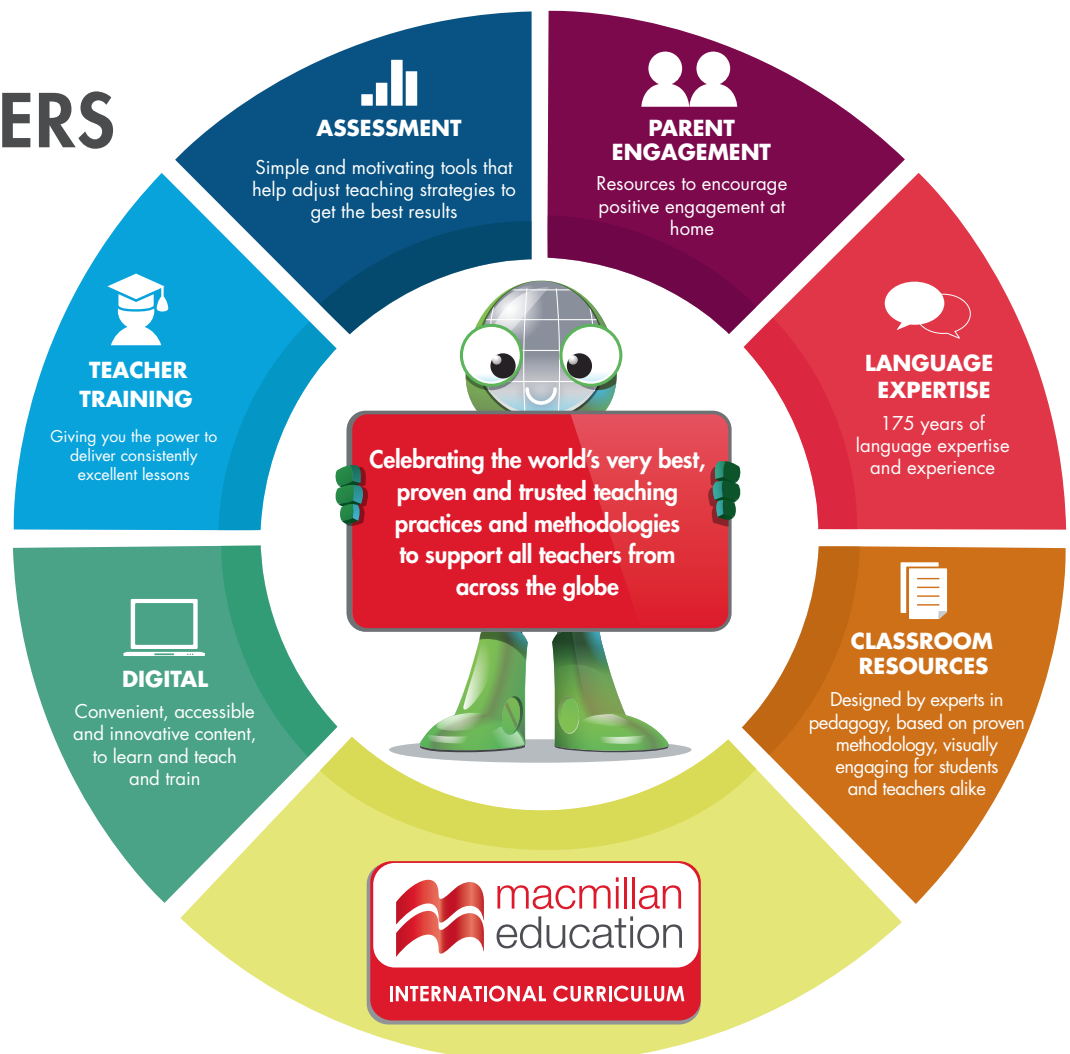 ERS
ASSESSMENT
Simple and motivating tools that
help adjust teaching strategies to
get the best results
PARENT
ENGAGEMENT
Resources to encourage
positive engagement at
home
TEACHER
TRAINING
Giving you the power to
deliver consistently
excellent lessons
LANGUAGE
EXPERTISE
175 years of
language expertise
and experience
Celebrating the world's very best,
proven and trusted teaching
practices and methodologies
to support all teachers from
across the globe
DIGITAL
Convenient, accessible
and innovative content,
to learn and teach
and train
CLASSROOM
RESOURCES
Designed by experts in
pedagogy, based on proven
methodology, visually
engaging for students
and teachers alike
macmillan
education
INTERNATIONAL CURRICULUM